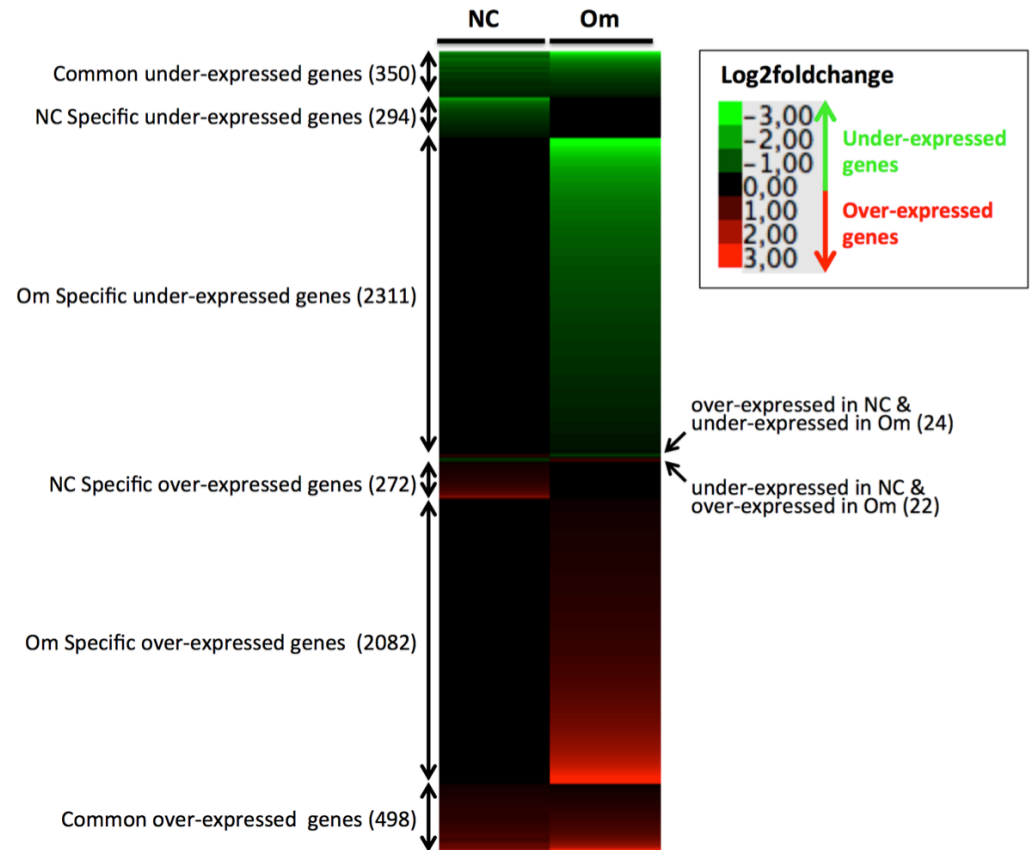 NC
Om
Common under-expressed genes (350)
NC Specific under-expressed genes (294)
Om Specific under-expressed genes (2311)
NC Specific over-expressed genes (272)
Om Specific over-expressed genes (2082)
Common over-expressed genes (498)
over-expressed in NC &
under-expressed in Om (24)
under-expressed in NC &
over-expressed in Om (22)
Log2foldchange
-3,00
-2,00
-1,00
0,00
1,00
2,00
3,00
Under-expressed
genes
Over-expressed
genes